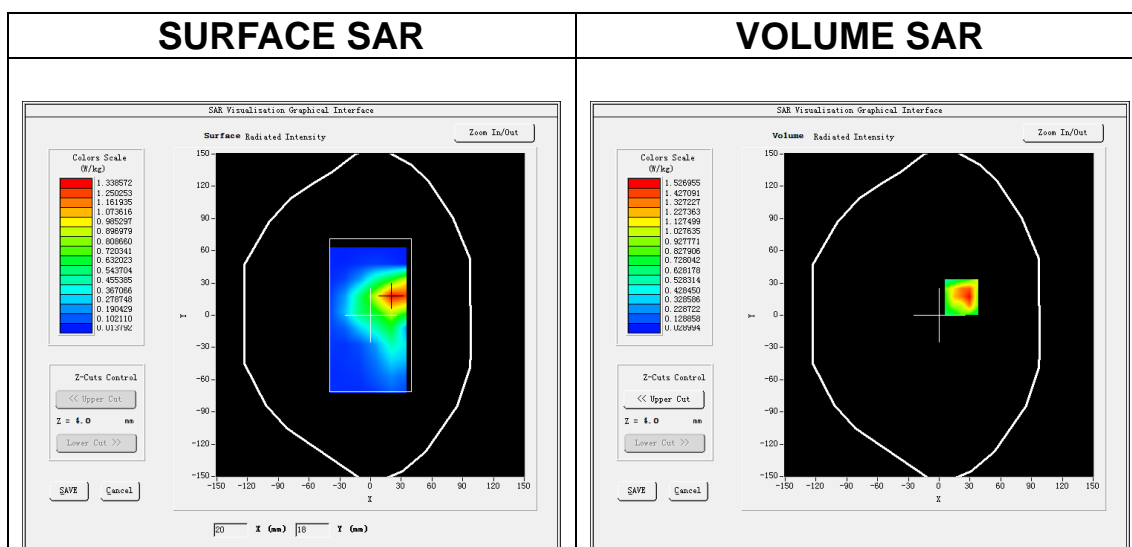 SURFACE SAR
VOLUME SAR
SAR Visualisation Graphical Interface
Surface Radiated Intensity
Zoom In/Out
Colors Scale
(W/kg)
1.338572
1.250253
1.161935
1.073616
0.985297
0.896979
0.808660
0.720341
0.632023
0.543704
0.455385
0.367066
0.278748
0.190429
0.102110
0.013792
150
120
90
60
30
0
-30
-60
-90
-120
-150
Y
-150 -120 -90 -60 -30 0 30 60 90 120 150
X
Z-Cuts Control
<< Upper Cut
Z = 4.0 mm
Lower Cut >>
SAVE
Cancel
20 X (mm) 18 Y (mm)
SAR Visualisation Graphical Interface
Volume Radiated Intensity
Zoom In/Out
Colors Scale
(W/kg)
1.526955
1.427091
1.327227
1.227363
1.127499
1.027635
0.927771
0.827906
0.728042
0.628178
0.528314
0.428450
0.328586
0.228722
0.128858
0.028994
150
120
90
60
30
0
-30
-60
-90
-120
-150
Y
-150 -120 -90 -60 -30 0 30 60 90 120 150
X
Z-Cuts Control
<< Upper Cut
Z = 4.0 mm
Lower Cut >>
SAVE
Cancel